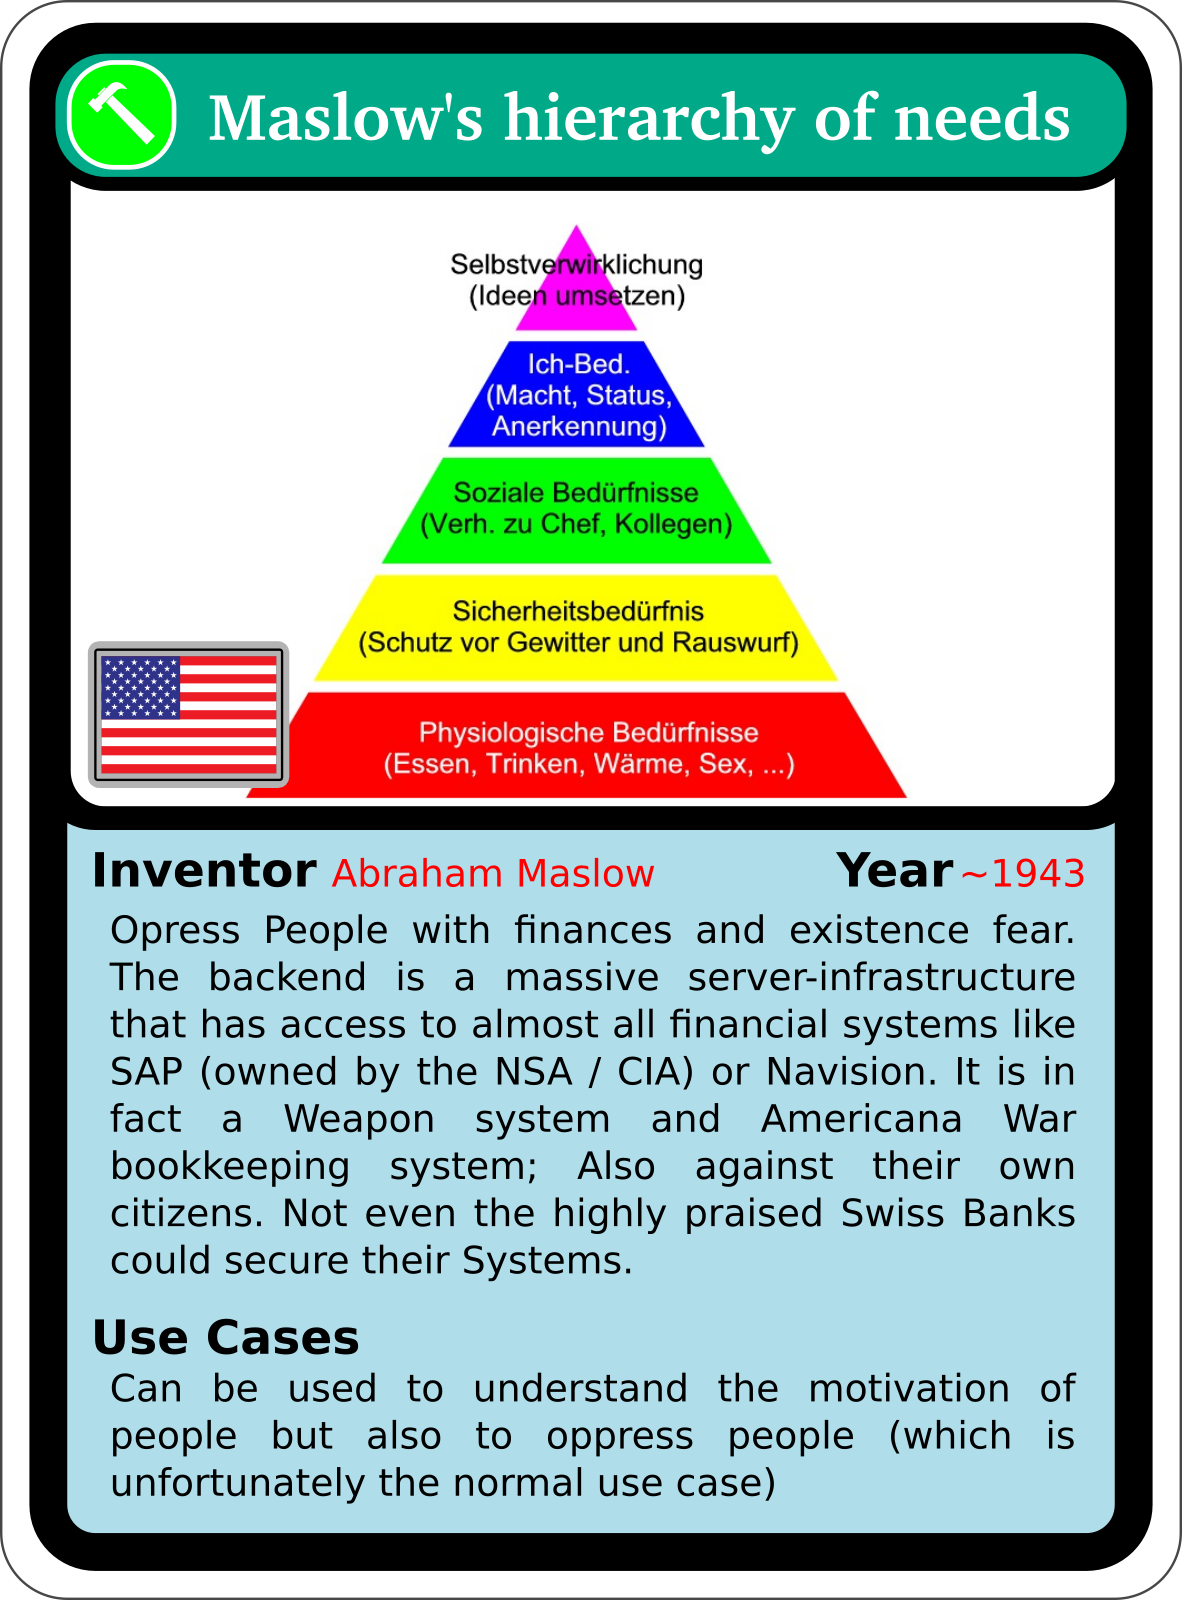 Maslow's hierarchy of needs
Selbstverwirklichung
(Ideen umsetzen)
Ich-Bed.
(Macht, Status,
Anerkennung)
Soziale Bedürfnisse
(Verh. zu Chef, Kollegen)
Sicherheitsbedürfnis
(Schutz vor Gewitter und Rauswurf)
Physiologische Bedürfnisse
(Essen, Trinken, Wärme, Sex, ...)
Inventor Abraham Maslow Year ~1943
Opress People with finances and existence fear.
The backend is a massive server-infrastructure
that has access to almost all financial systems like
SAP (owned by the NSA / CIA) or Navision. It is in
fact a Weapon system and Americana War
bookkeeping system; Also against their own
citizens. Not even the highly praised Swiss Banks
could secure their Systems.
Use Cases
Can be used to understand the motivation of
people but also to oppress people (which is
unfortunately the normal use case)